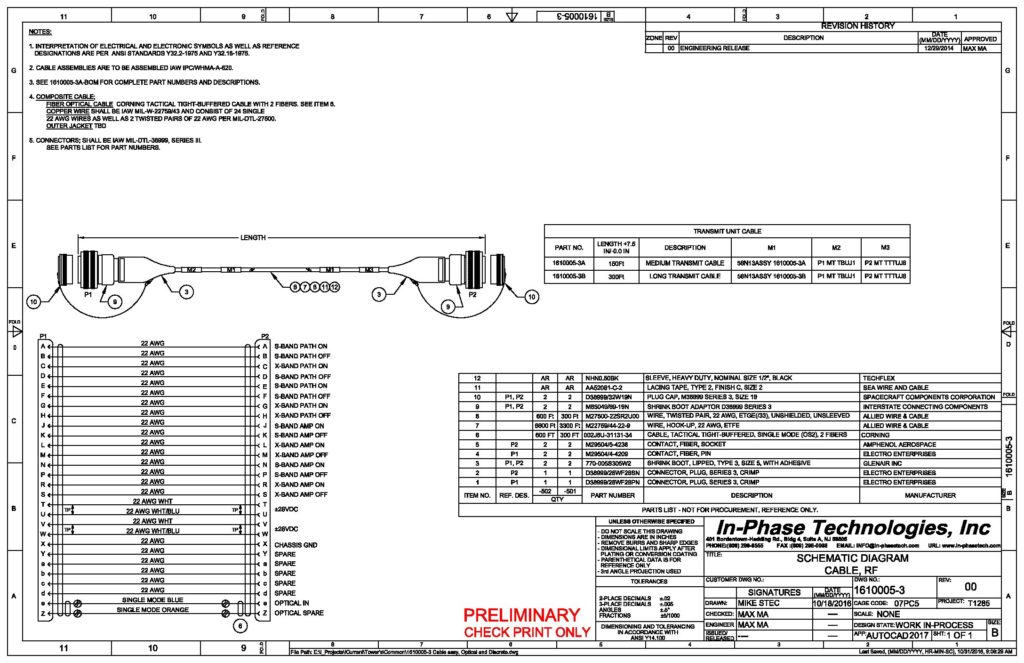 11 10 9 FOLD 8 7 6 1610005-3 B 4 FOLD 3 2 1
NOTES:
1. INTERPRETATION OF ELECTRICAL AND ELECTRONIC SYMBOLS AS WELL AS REFERENCE
DESIGNATIONS ARE PER ANSI STANDARDS Y32.2-1975 AND Y32.16-1975.
2. CABLE ASSEMBLIES ARE TO BE ASSEMBLED IAW IPC/WHMA-A-620.
3. SEE 1610005-3A-BOM FOR COMPLETE PART NUMBERS AND DESCRIPTIONS.
4. COMPOSITE CABLE:
FIBER OPTICAL CABLE CORNING TACTICAL TIGHT-BUFFERED CABLE WITH 2 FIBERS. SEE ITEM 6.
COPPER WIRE SHALL BE IAW MIL-W-22759/43 AND CONSIST OF 24 SINGLE
22 AWG WIRES AS WELL AS 2 TWISTED PAIRS OF 22 AWG PER MIL-DTL-27500.
OUTER JACKET TBD
5. CONNECTORS; SHALL BE IAW MIL-DTL-38999, SERIES III.
SEE PARTS LIST FOR PART NUMBERS.
REVISION HISTORY
ZONE REV DESCRIPTION DATE (MM/DD/YYYY) APPROVED
00 ENGINEERING RELEASE 12/29/2014 MAX MA
G
F
E
FOLD
D
C
B
A
LENGTH
M2 M1 M1 M3
P1 P2
10 9 3 6 7 8 11 12 3 9 10
TRANSMIT UNIT CABLE
PART NO. LENGTH +7.5 IN/-0.0 IN DESCRIPTION M1 M2 M3
1610005-3A 150Ft MEDIUM TRANSMIT CABLE 56N13ASSY 1610005-3A P1 MT TBUJ1 P2 MT TTTUJ8
1610005-3B 300Ft LONG TRANSMIT CABLE 56N13ASSY 1610005-3B P1 MT TBUJ1 P2 MT TTTUJ8
P1 P2
A 22 AWG A S-BAND PATH ON
B 22 AWG B S-BAND PATH OFF
C 22 AWG C X-BAND PATH ON
D 22 AWG D S-BAND PATH OFF
E 22 AWG E S-BAND PATH ON
F 22 AWG F S-BAND PATH OFF
G 22 AWG G X-BAND PATH ON
H 22 AWG H X-BAND PATH OFF
J 22 AWG J S-BAND AMP ON
K 22 AWG K S-BAND AMP OFF
L 22 AWG L X-BAND AMP ON
M 22 AWG M X-BAND AMP OFF
N 22 AWG N S-BAND AMP ON
P 22 AWG P S-BAND AMP OFF
R 22 AWG R X-BAND AMP ON
S 22 AWG S X-BAND AMP OFF
T 22 AWG WHT T
TP TP ±28VDC
U 22 AWG WHT/BLU U
V 22 AWG WHT V
TP TP ±28VDC
W 22 AWG WHT/BLU W
X 22 AWG X CHASSIS GND
Y 22 AWG Y SPARE
Z 22 AWG Z SPARE
a 22 AWG a SPARE
b 22 AWG b SPARE
c 22 AWG c SPARE
d 22 AWG d SPARE
SINGLE MODE BLUE OPTICAL IN
SINGLE MODE ORANGE OPTICAL SPARE
6
12 AR AR NHN0.50BK SLEEVE, HEAVY DUTY, NOMINAL SIZE 1/2", BLACK TECHFLEX
11 AR AR AA52081-C-2 LACING TAPE, TYPE 2, FINISH C, SIZE 2 SEA WIRE AND CABLE
10 P1, P2 2 2 D38999/32W19N PLUG CAP, M38999 SERIES 3, SIZE 19 SPACECRAFT COMPONENTS CORPORATION
9 P1, P2 2 2 M85049/69-19N SHRINK BOOT ADAPTOR D38999 SERIES 3 INTERSTATE CONNECTING COMPONENTS
8 600 Ft 300 Ft M27500-22SR2U00 WIRE, TWISTED PAIR, 22 AWG, ETGE(33), UNSHIELDED, UNSLEEVED ALLIED WIRE & CABLE
7 6600 Ft 3300 Ft M22759/44-22-9 WIRE, HOOK-UP, 22 AWG, ETFE ALLIED WIRE & CABLE
6 600 FT 300 FT 002J8U-31131-34 CABLE, TACTICAL TIGHT-BUFFERED, SINGLE MODE (OS2), 2 FIBERS CORNING
5 P2 2 2 M29504/5-4238 CONTACT, FIBER, SOCKET AMPHENOL AEROSPACE
4 P1 2 2 M29504/4-4209 CONTACT, FIBER, PIN ELECTRO ENTERPRISES
3 P1, P2 2 2 770-005S305W2 SHRINK BOOT, LIPPED, TYPE 3, SIZE 5, WITH ADHESIVE GLENAIR INC
2 P2 1 1 D38999/26WF28SN CONNECTOR, PLUG, SERIES 3, CRIMP ELECTRO ENTERPRISES
1 P1 1 1 D38999/26WF28PN CONNECTOR, PLUG, SERIES 3, CRIMP ELECTRO ENTERPRISES
ITEM NO. REF. DES. -502 -501 QTY PART NUMBER DESCRIPTION MANUFACTURER
PARTS LIST - NOT FOR PROCUREMENT, REFERENCE ONLY.
UNLESS OTHERWISE SPECIFIED
- DO NOT SCALE THIS DRAWING
- DIMENSIONS ARE IN INCHES
- REMOVE BURRS AND SHARP EDGES
- DIMENSIONAL LIMITS APPLY AFTER
PLATING OR CONVERSION COATING
- PARENTHETICAL DATA IS FOR
REFERENCE ONLY
- 3rd ANGLE PROJECTION USED
TOLERANCES
2-PLACE DECIMALS ±.02
3-PLACE DECIMALS ±.005
ANGLES ±.5°
FRACTIONS ±5/1000
DIMENSIONING AND TOLERANCING
IN ACCORDANCE WITH
ANSI Y14.100
In-Phase Technologies, Inc
401 Bordentown-Hedding Rd., Bldg 4, Suite A, NJ 08505
PHONE:(609) 298-9555 FAX (609) 298-0098 EMAIL: INFO@in-phasetech.com URL: www.in-phasetech.com
TITLE: SCHEMATIC DIAGRAM
CABLE, RF
CUSTOMER DWG NO.: DWG NO.: 1610005-3 REV: 00
SIGNATURES DATE (MM/DD/YYYY)
DRAWN: MIKE STEC 10/18/2016 CAGE CODE: 07PC5 PROJECT: T1285
CHECKED: MAX MA — SCALE: NONE
ENGINEER: MAX MA — DESIGN STATE: WORK IN-PROCESS SIZE: B
ISSUED/RELEASED — — APP: AUTOCAD 2017 SHT: 1 OF 1
PRELIMINARY
CHECK PRINT ONLY
1610005-3
SIZE B
11 10 9 FOLD 8 7 6 5 4 3 2 1
Last Saved, (MM/DD/YYYY, HR-MIN-SC), 10/31/2016, 9:08:29 AM